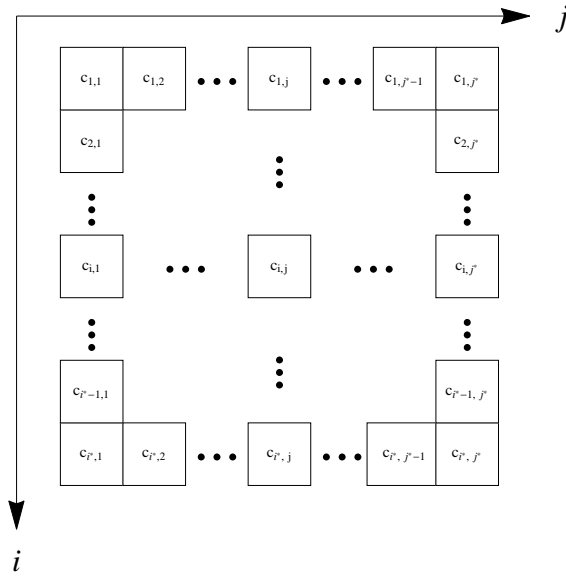 j
c1,1 c1,2 ••• c1,j ••• c1,j*−1 c1,j*
c2,1 c2,j*
ci,1 ••• ci,j ••• ci,j*
ci*−1,1 ci*−1, j*
ci*,1 ci*,2 ••• ci*, j ••• ci*, j*−1 ci*, j*
i